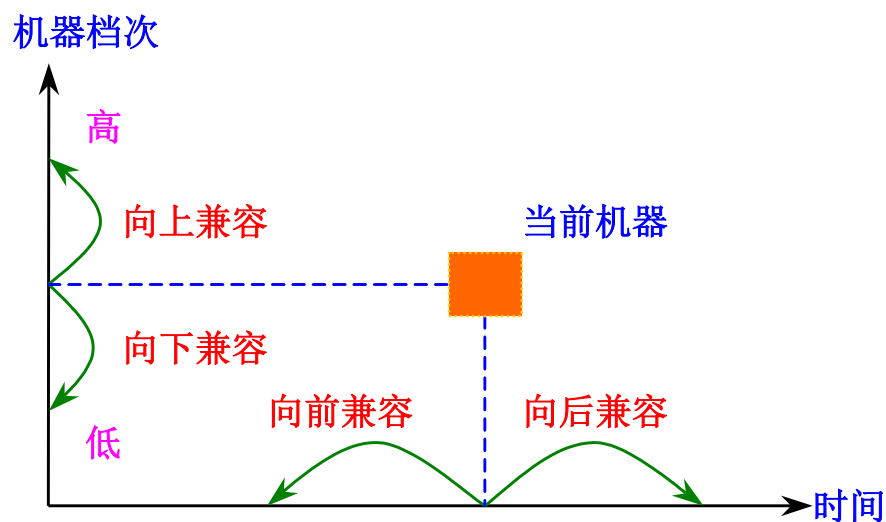 机器档次
高
向上兼容
当前机器
向下兼容
向前兼容
向后兼容
低
时间